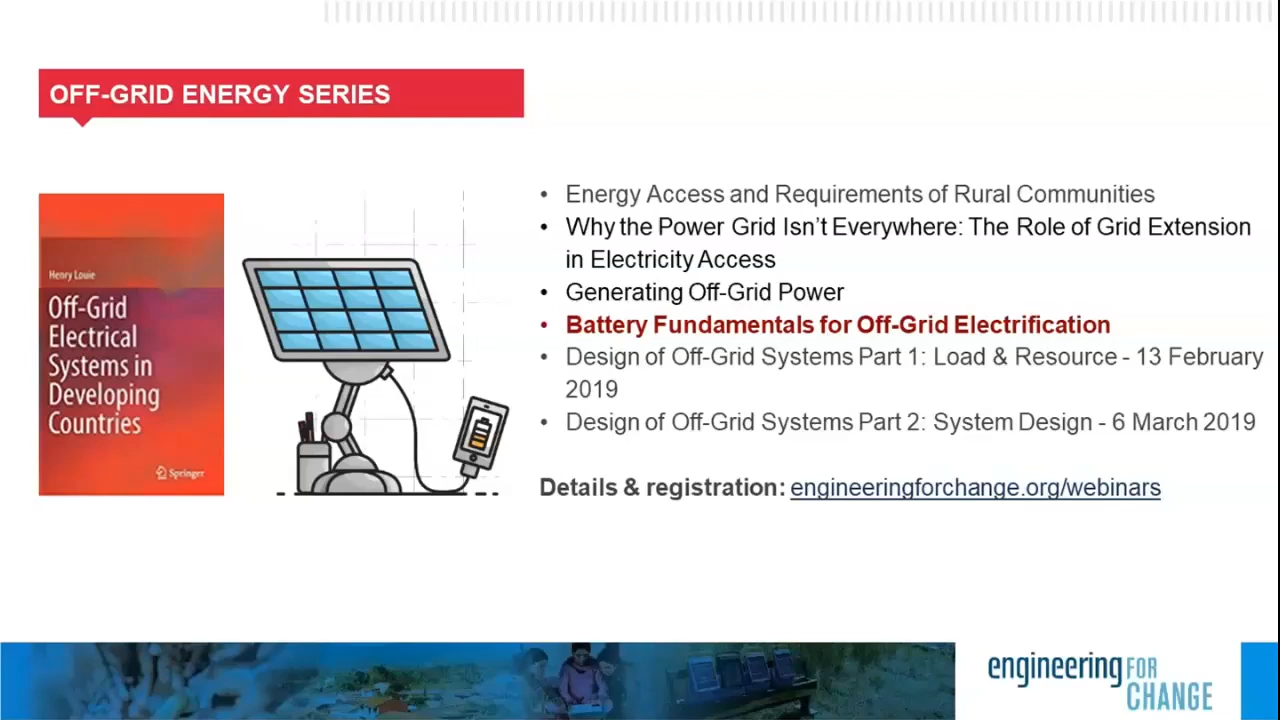 OFF-GRID ENERGY SERIES
Henry Louie
Off-Grid
Electrical
Systems in
Developing
Countries
Springer
• Energy Access and Requirements of Rural Communities
• Why the Power Grid Isn’t Everywhere: The Role of Grid Extension
in Electricity Access
• Generating Off-Grid Power
• Battery Fundamentals for Off-Grid Electrification
• Design of Off-Grid Systems Part 1: Load & Resource - 13 February
2019
• Design of Off-Grid Systems Part 2: System Design - 6 March 2019
Details & registration: engineeringforchange.org/webinars
engineering FOR
CHANGE